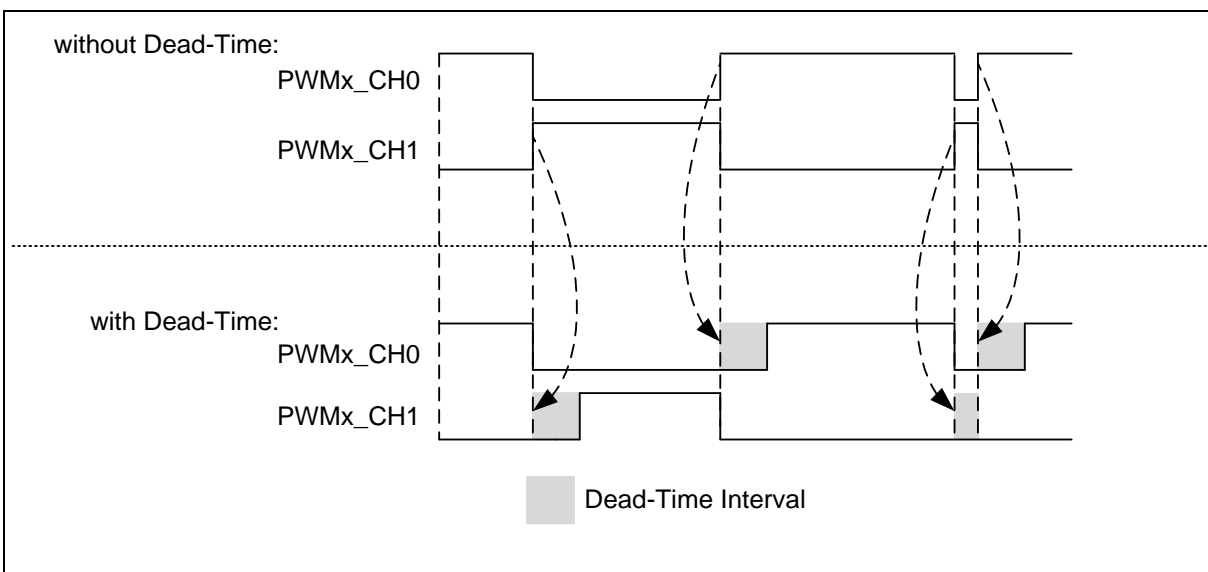 without Dead-Time:
PWMx_CH0
PWMx_CH1
with Dead-Time:
PWMx_CH0
PWMx_CH1
Dead-Time Interval